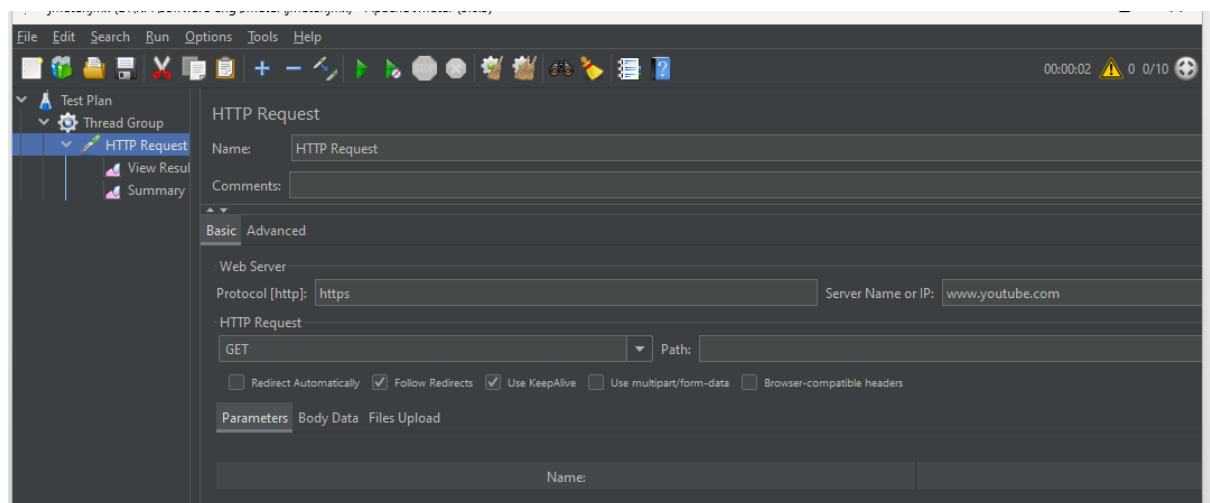 File Edit Search Run Options Tools Help
00:00:02 0 0/10
Test Plan
Thread Group
HTTP Request
View Resul
Summary
HTTP Request
Name: HTTP Request
Comments:
Basic Advanced
Web Server
Protocol [http]: https Server Name or IP: www.youtube.com
HTTP Request
GET Path:
Redirect Automatically Follow Redirects Use KeepAlive Use multipart/form-data Browser-compatible headers
Parameters Body Data Files Upload
Name: